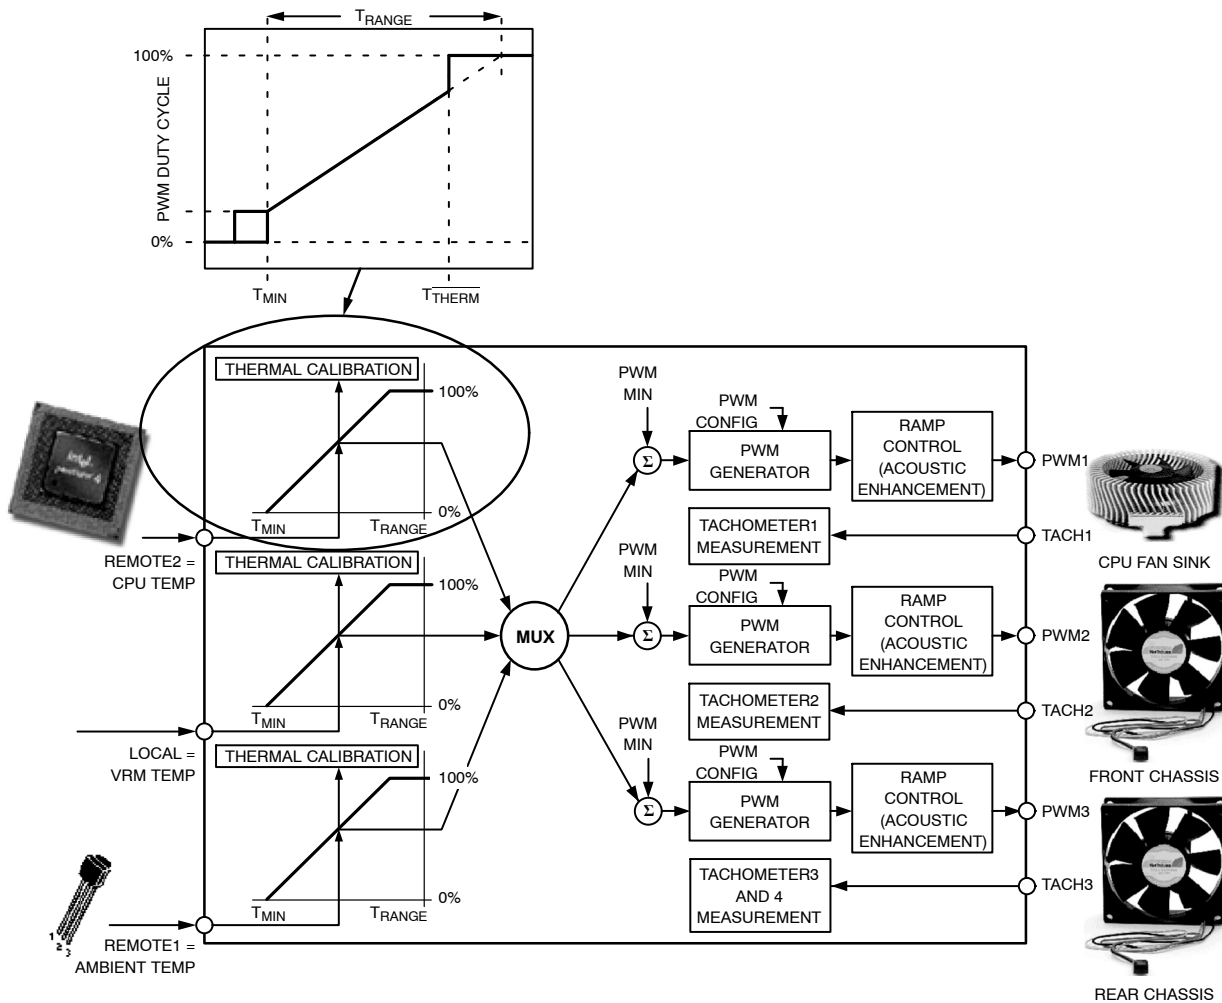 TRANGE
100%
PWM DUTY CYCLE
0%
TMIN
TTHERM
THERMAL CALIBRATION
100%
TMIN
TRANGE
0%
REMOTE2 =
CPU TEMP
THERMAL CALIBRATION
100%
TMIN
TRANGE
0%
LOCAL =
VRM TEMP
THERMAL CALIBRATION
100%
TMIN
TRANGE
0%
1
2
3
REMOTE1 =
AMBIENT TEMP
MUX
PWM
MIN
Σ
PWM
CONFIG
PWM
GENERATOR
RAMP
CONTROL
(ACOUSTIC
ENHANCEMENT)
PWM1
TACHOMETER1
MEASUREMENT
TACH1
CPU FAN SINK
PWM
MIN
Σ
PWM
CONFIG
PWM
GENERATOR
RAMP
CONTROL
(ACOUSTIC
ENHANCEMENT)
PWM2
TACHOMETER2
MEASUREMENT
TACH2
FRONT CHASSIS
PWM
MIN
Σ
PWM
CONFIG
PWM
GENERATOR
RAMP
CONTROL
(ACOUSTIC
ENHANCEMENT)
PWM3
TACHOMETER3
AND 4
MEASUREMENT
TACH3
REAR CHASSIS